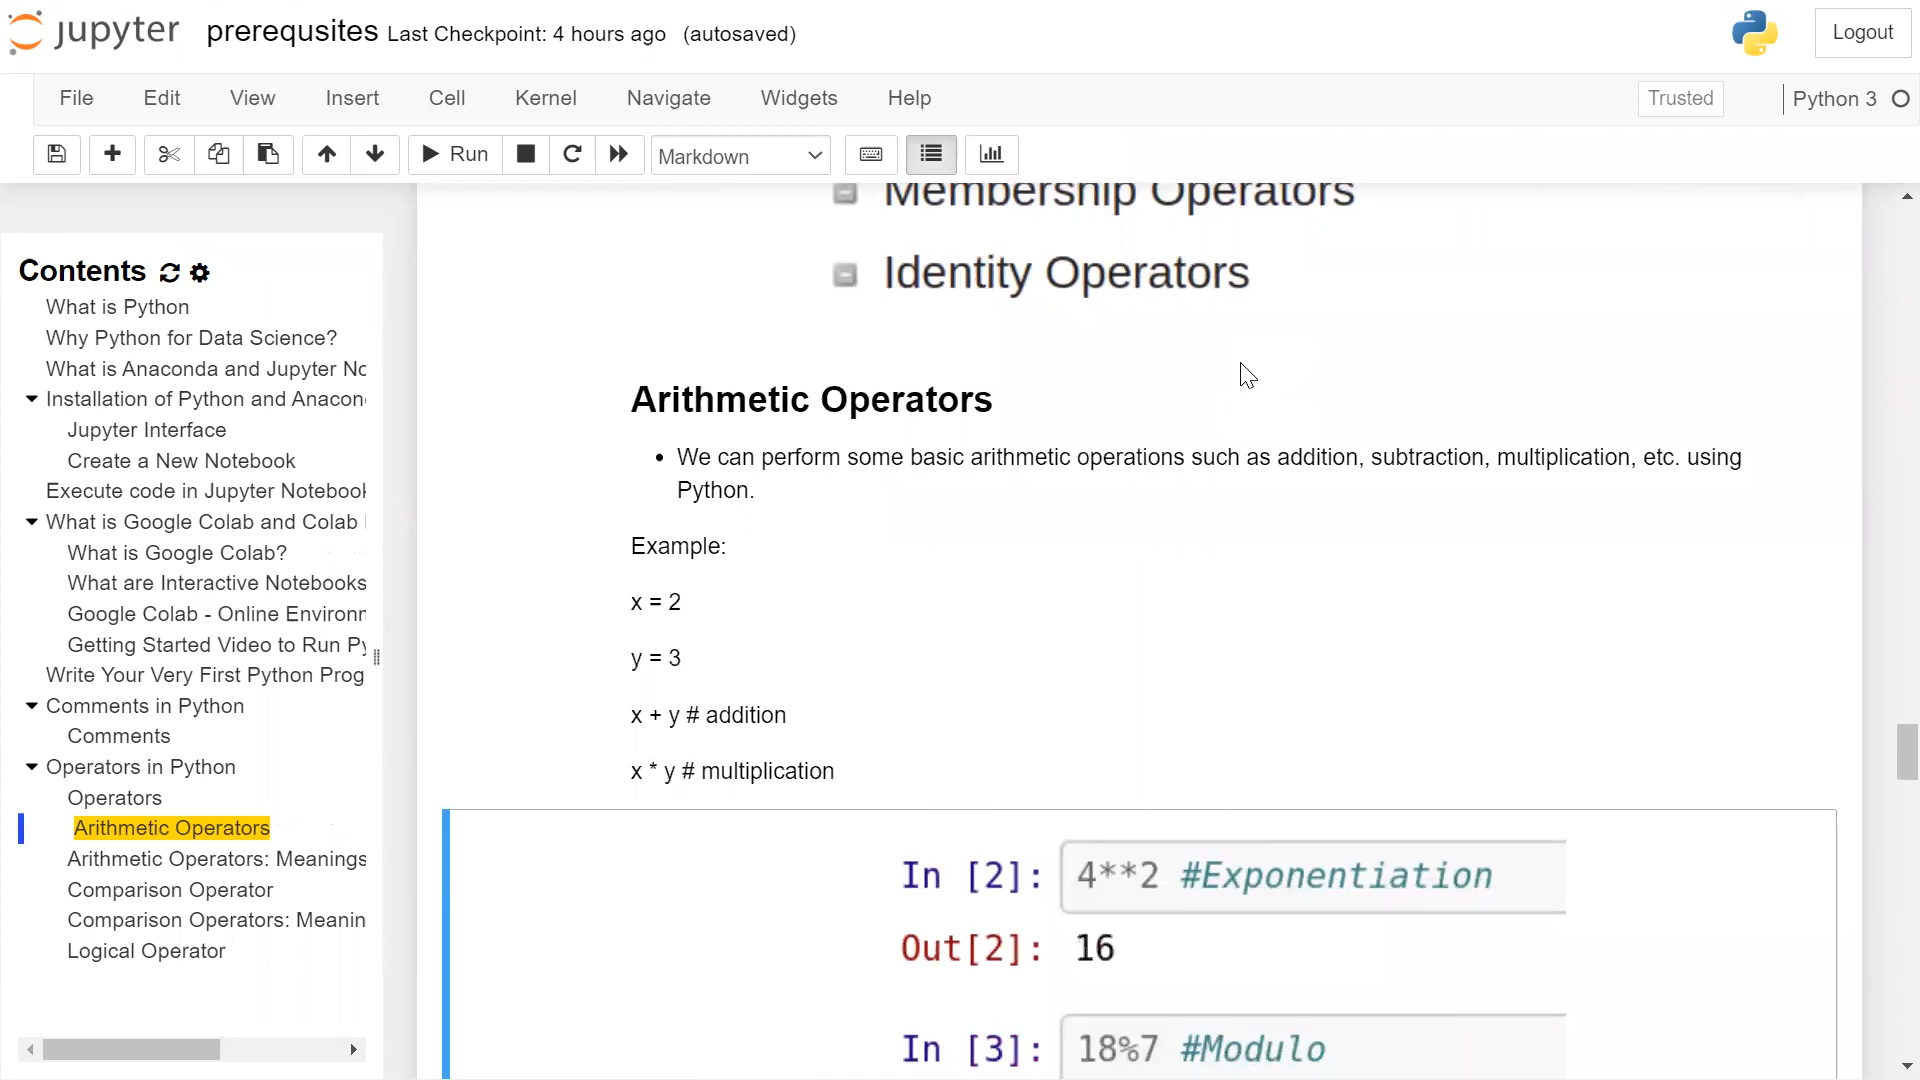 jupyter prerequsites Last Checkpoint: 4 hours ago (autosaved) Logout
File Edit View Insert Cell Kernel Navigate Widgets Help Trusted Python 3
Run Markdown
Contents
What is Python
Why Python for Data Science?
What is Anaconda and Jupyter No
Installation of Python and Anacon
Jupyter Interface
Create a New Notebook
Execute code in Jupyter Notebook
What is Google Colab and Colab
What is Google Colab?
What are Interactive Notebooks
Google Colab - Online Environm
Getting Started Video to Run Py
Write Your Very First Python Prog
Comments in Python
Comments
Operators in Python
Operators
Arithmetic Operators
Arithmetic Operators: Meanings
Comparison Operator
Comparison Operators: Meanin
Logical Operator
Membership Operators
Identity Operators
Arithmetic Operators
• We can perform some basic arithmetic operations such as addition, subtraction, multiplication, etc. using
Python.
Example:
x = 2
y = 3
x + y # addition
x * y # multiplication
In [2]: 4**2 #Exponentiation
Out[2]: 16
In [3]: 18%7 #Modulo